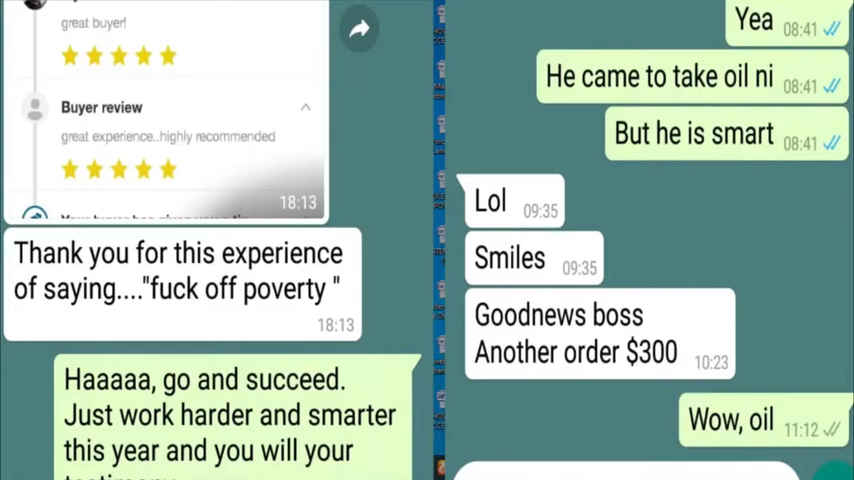 great buyer!
Buyer review
great experience..highly recommended
18:13
Thank you for this experience
of saying...."fuck off poverty "
18:13
Haaaaa, go and succeed.
Just work harder and smarter
this year and you will your
Yea 08:41
He came to take oil ni 08:41
But he is smart 08:41
Lol 09:35
Smiles 09:35
Goodnews boss
Another order $300 10:23
Wow, oil 11:12